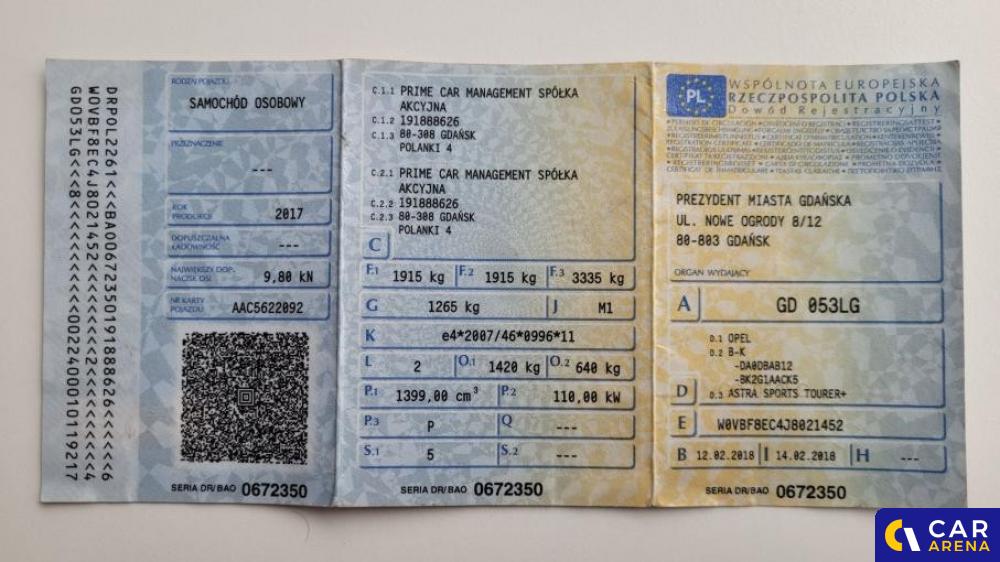 DRPOL2261<<BAO0672350191888626<<<<<<6
W0VBF8EC4J8021452<<<<<<<<2<<<<<<<<<4
GD053LG<<8<<<<<<<<<<<0022400010119217
RODZAJ POJAZDU
SAMOCHÓD OSOBOWY
PRZEZNACZENIE
---
ROK PRODUKCJI
2017
DOPUSZCZALNA ŁADOWNOŚĆ
---
NAJWIĘKSZY DOP. NACISK OSI
9,80 kN
NR KARTY POJAZDU
AAC5622092
SERIA DR/BAO 0672350
C.1.1 PRIME CAR MANAGEMENT SPÓŁKA
AKCYJNA
C.1.2 191888626
C.1.3 80-308 GDAŃSK
POLANKI 4
C.2.1 PRIME CAR MANAGEMENT SPÓŁKA
AKCYJNA
C.2.2 191888626
C.2.3 80-308 GDAŃSK
POLANKI 4
C
F.1 1915 kg F.2 1915 kg F.3 3335 kg
G 1265 kg J M1
K e4*2007/46*0996*11
L 2 O.1 1420 kg O.2 640 kg
P.1 1399,00 cm³ P.2 110,00 kW
P.3 P Q ---
S.1 5 S.2 ---
SERIA DR/BAO 0672350
PL
WSPÓLNOTA EUROPEJSKA
RZECZPOSPOLITA POLSKA
Dowód Rejestracyjny
PREZYDENT MIASTA GDAŃSKA
UL. NOWE OGRODY 8/12
80-803 GDAŃSK
ORGAN WYDAJĄCY
A GD 053LG
D.1 OPEL
D.2 B-K
-DA0DBAB12
-BK2G1AACK5
D D.3 ASTRA SPORTS TOURER+
E W0VBF8EC4J8021452
B 12.02.2018 I 14.02.2018 H ---
SERIA DR/BAO 0672350
CAR
ARENA